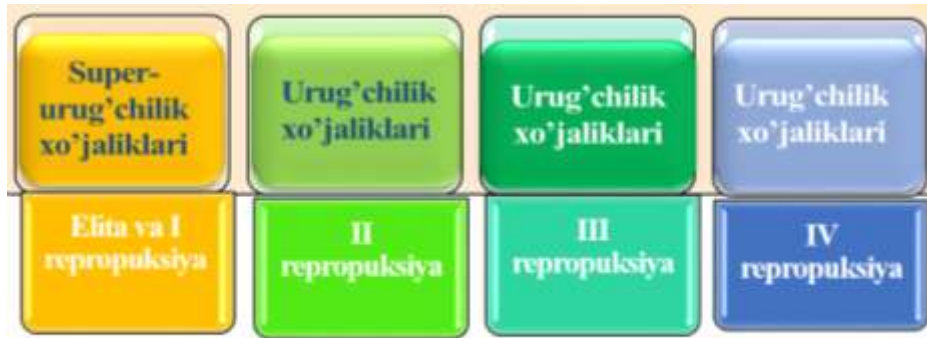 Super-
urug'chilik
xo'jaliklari
Urug'chilik
xo'jaliklari
Urug'chilik
xo'jaliklari
Urug'chilik
xo'jaliklari
Elita va I
repropuksiya
II
repropuksiya
III
repropuksiya
IV
repropuksiya